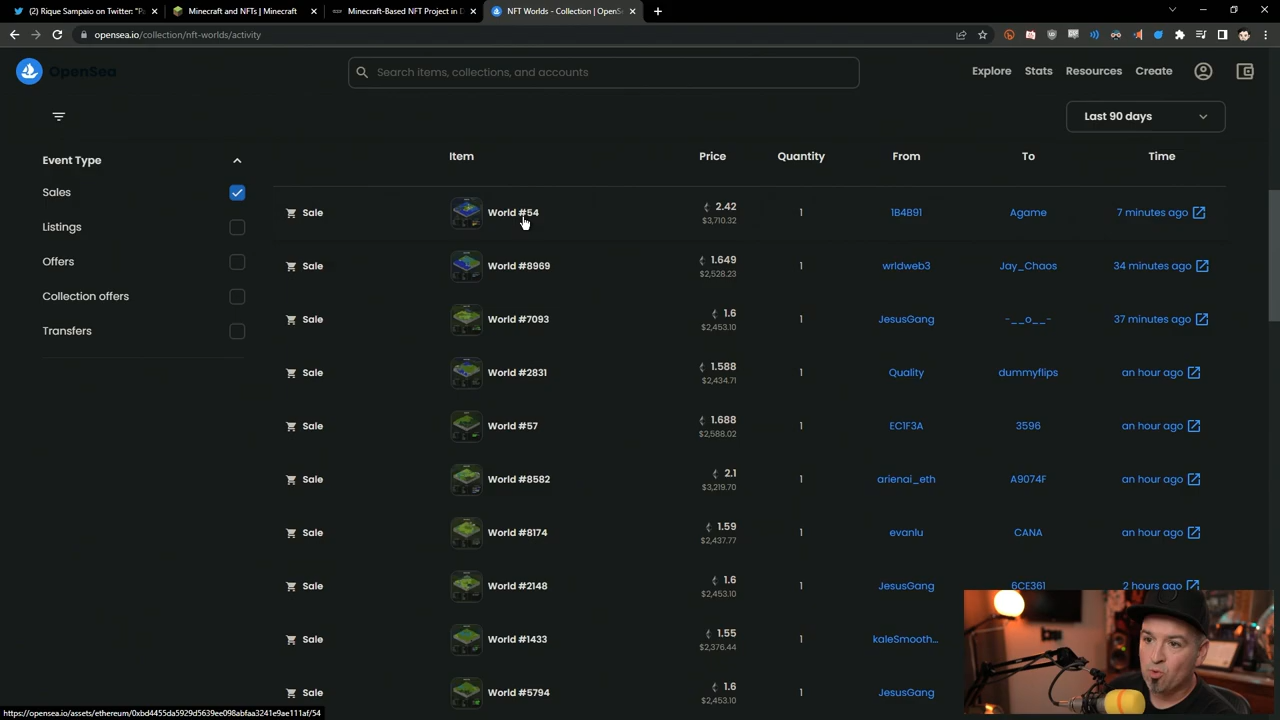 (2) Rique Sampaio on Twitter: "Pa
Minecraft and NFTs | Minecraft
Minecraft-Based NFT Project in D
NFT Worlds - Collection | OpenS
opensea.io/collection/nft-worlds/activity
OpenSea
Search items, collections, and accounts
Explore Stats Resources Create
Last 90 days
Event Type
Item Price Quantity From To Time
Sales
Listings
Offers
Collection offers
Transfers
Sale World #54 2.42 1 1B4B91 Agame 7 minutes ago
$3,710.32
Sale World #8969 1.649 1 wrldweb3 Jay_Chaos 34 minutes ago
$2,528.23
Sale World #7093 1.6 1 JesusGang -__o__- 37 minutes ago
$2,453.10
Sale World #2831 1.588 1 Quality dummyflips an hour ago
$2,434.71
Sale World #57 1.688 1 EC1F3A 3596 an hour ago
$2,588.02
Sale World #8582 2.1 1 arienai_eth A9074F an hour ago
$3,219.70
Sale World #8174 1.59 1 evanlu CANA an hour ago
$2,437.77
Sale World #2148 1.6 1 JesusGang 6CE361 2 hours ago
$2,453.10
Sale World #1433 1.55 1 kaleSmooth...
$2,376.44
Sale World #5794 1.6 1 JesusGang
$2,453.10
https://opensea.io/assets/ethereum/0xbd4455da5929d5639ee098abfaa3241e9ae111af/54